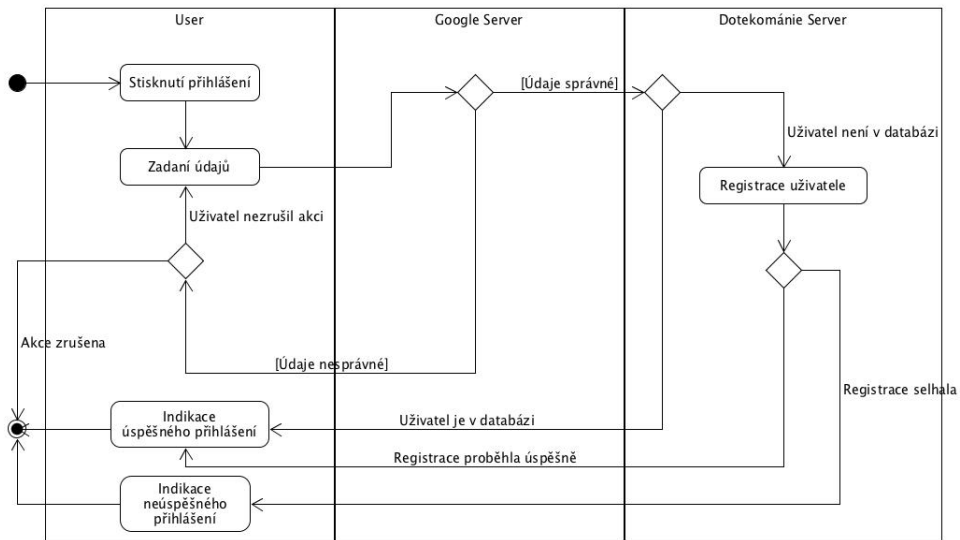 User
Google Server
Dotekománie Server
Stisknutí přihlášení
[Údaje správné]
Uživatel není v databázi
Zadaní údajů
Registrace uživatele
Uživatel nezrušil akci
Akce zrušena
[Údaje nesprávné]
Registrace selhala
Indikace
úspěšného přihlášení
Uživatel je v databázi
Registrace proběhla úspěšně
Indikace
neúspěšného
přihlášení